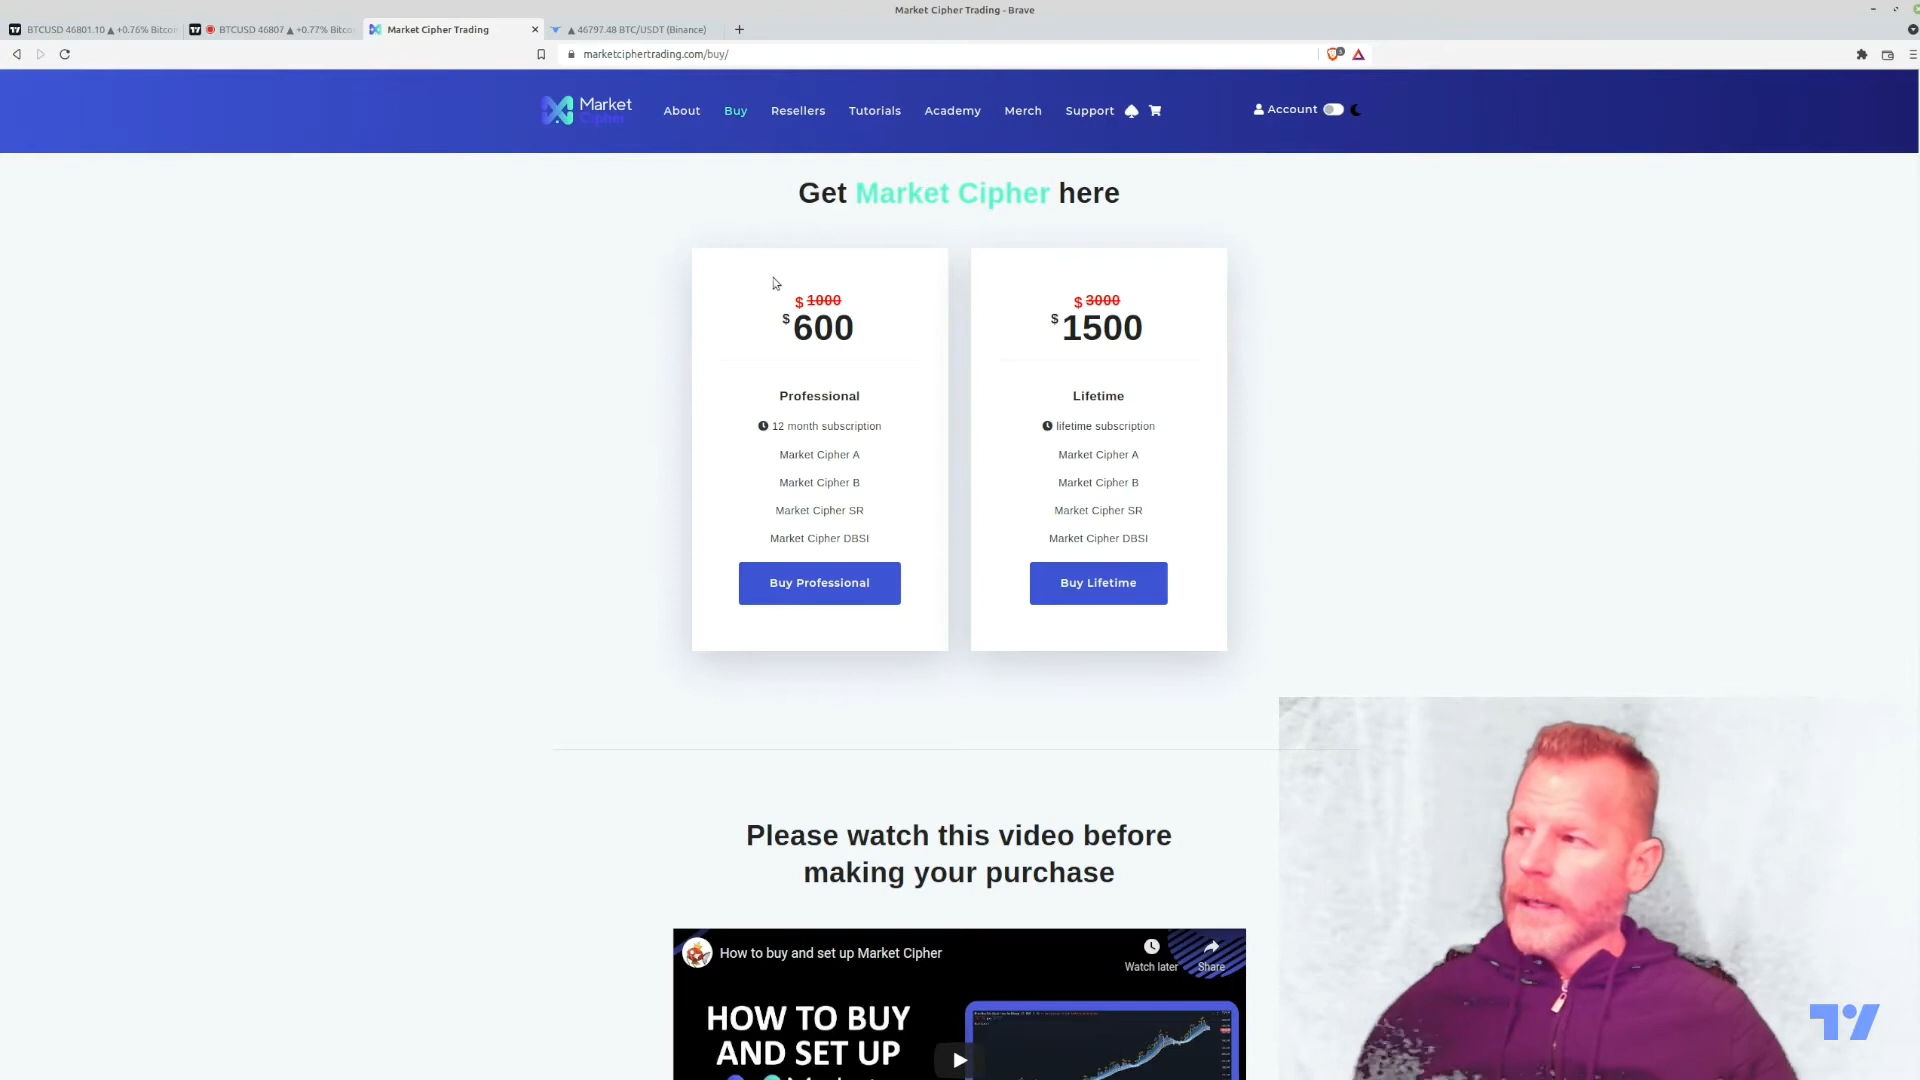 Market Cipher Trading - Brave
BTCUSD 46801.10 ▲ +0.76% Bitcoi
BTCUSD 46807 ▲ +0.77% Bitco
Market Cipher Trading
▲ 46797.48 BTC/USDT (Binance)
marketciphertrading.com/buy/
Market
Cipher
About
Buy
Resellers
Tutorials
Academy
Merch
Support
Account
Get Market Cipher here
$ 1000
$ 600
Professional
12 month subscription
Market Cipher A
Market Cipher B
Market Cipher SR
Market Cipher DBSI
Buy Professional
$ 3000
$ 1500
Lifetime
lifetime subscription
Market Cipher A
Market Cipher B
Market Cipher SR
Market Cipher DBSI
Buy Lifetime
Please watch this video before
making your purchase
How to buy and set up Market Cipher
Watch later
Share
HOW TO BUY
AND SET UP